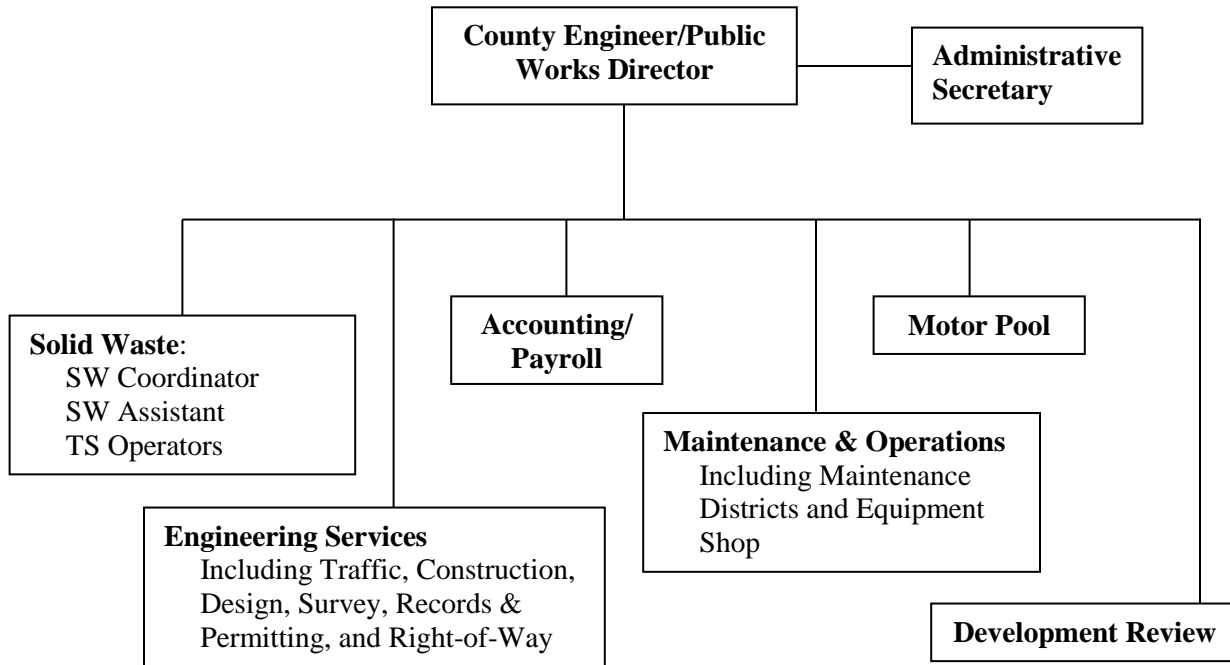 County Engineer/Public
Works Director
Administrative
Secretary
Solid Waste:
SW Coordinator
SW Assistant
TS Operators
Accounting/
Payroll
Motor Pool
Maintenance & Operations
Including Maintenance
Districts and Equipment
Shop
Engineering Services
Including Traffic, Construction,
Design, Survey, Records &
Permitting, and Right-of-Way
Development Review